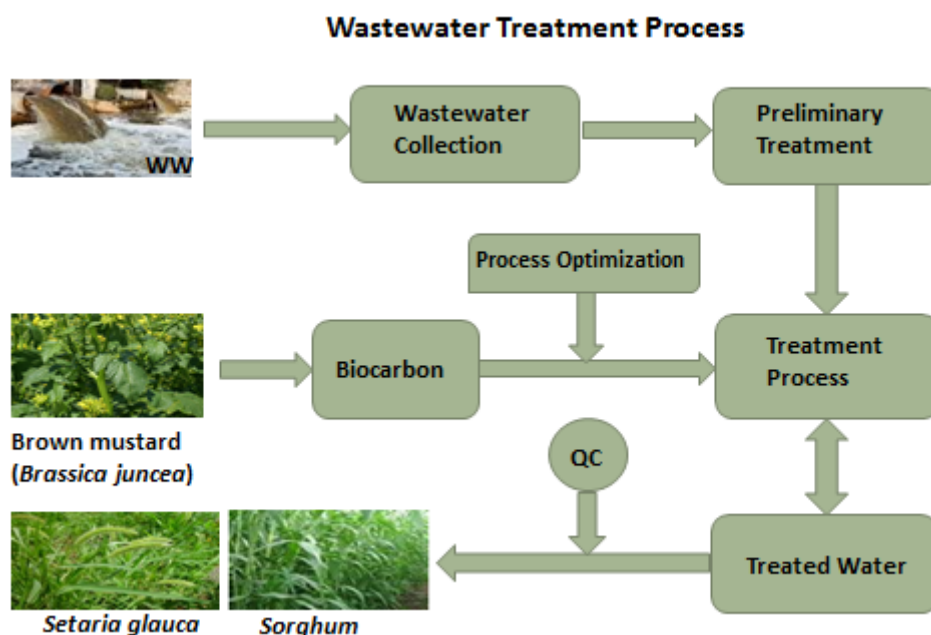 Wastewater Treatment Process
WW
Wastewater
Collection
Preliminary
Treatment
Process Optimization
Biocarbon
Treatment
Process
Brown mustard
(Brassica juncea)
QC
Treated Water
Setaria glauca
Sorghum